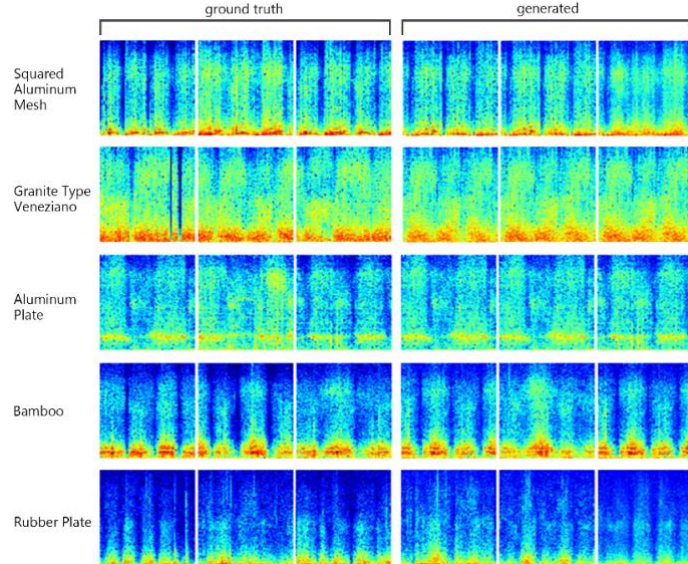 ground truth
generated
Squared
Aluminum
Mesh
Granite Type
Veneziano
Aluminum
Plate
Bamboo
Rubber Plate